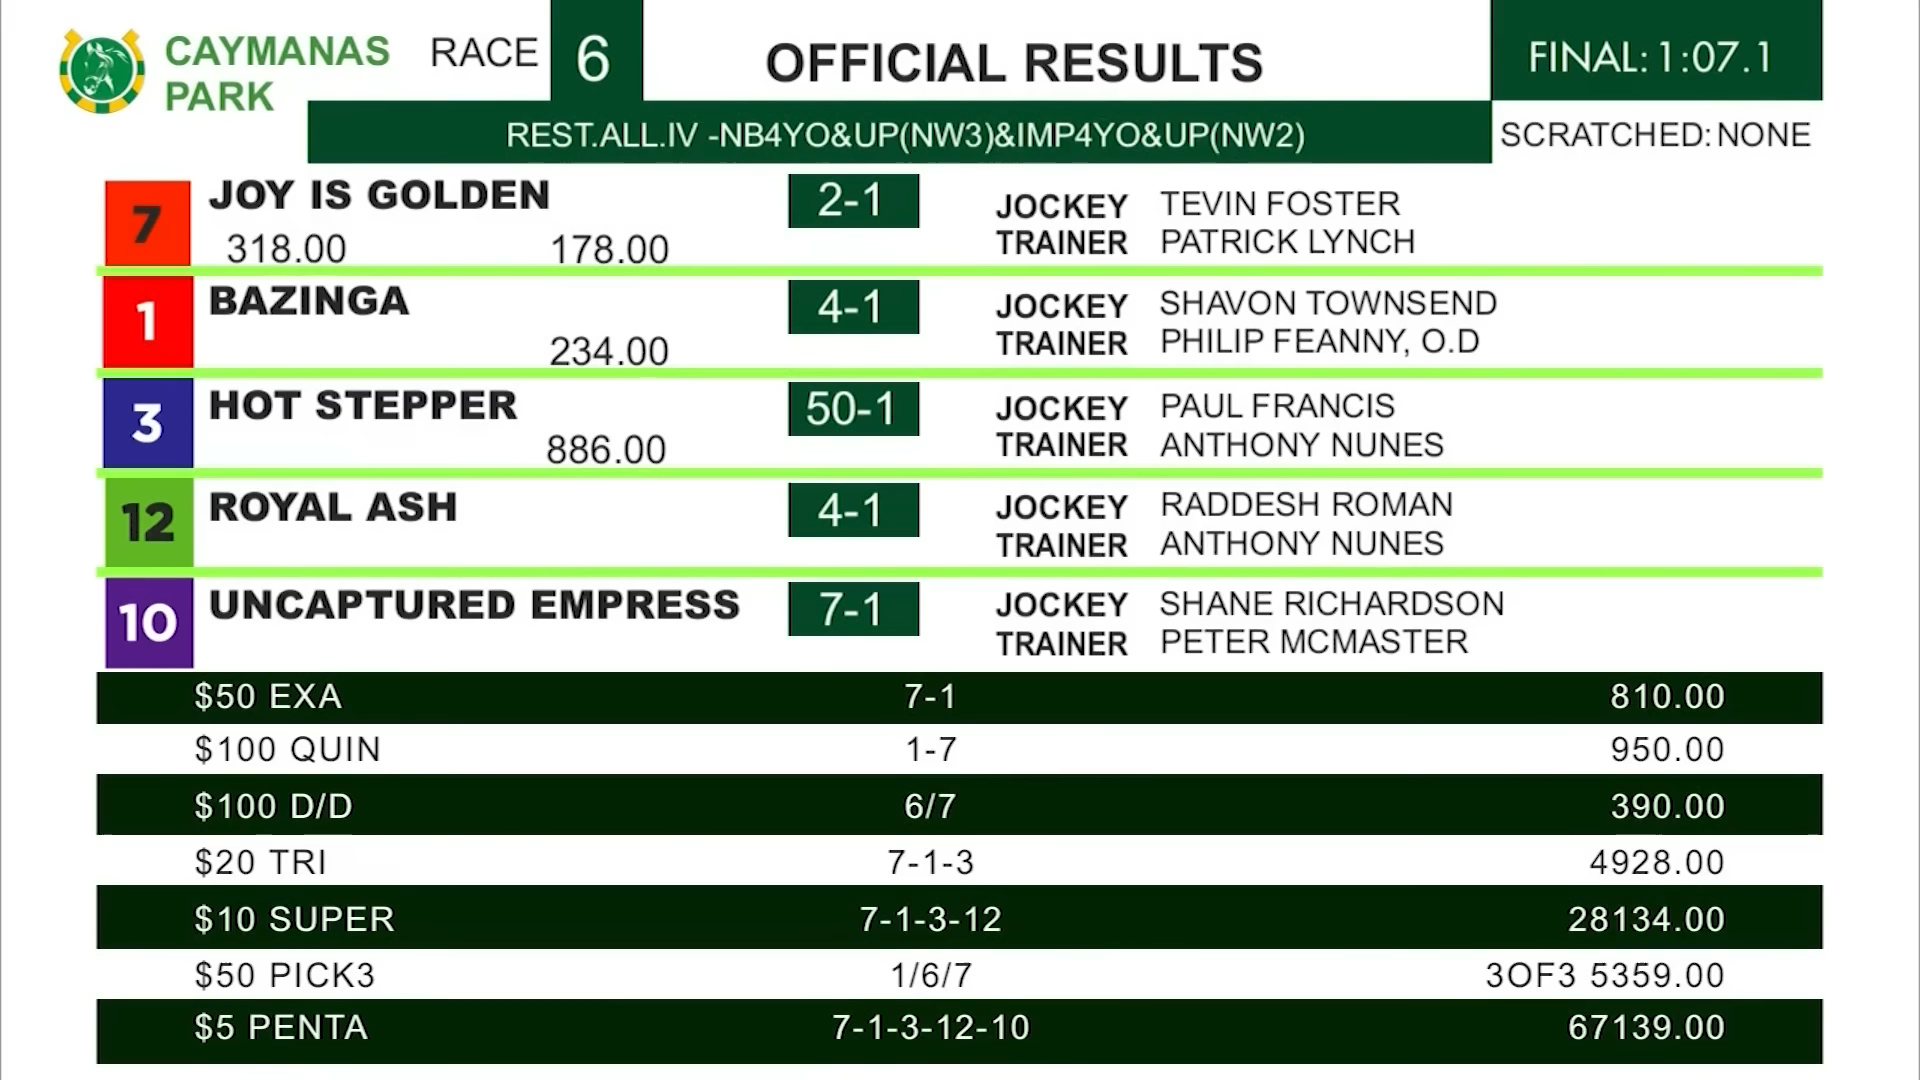 CAYMANAS PARK
RACE 6
OFFICIAL RESULTS
FINAL: 1:07.1
REST.ALL.IV -NB4YO&UP(NW3)&IMP4YO&UP(NW2)
SCRATCHED: NONE
7 JOY IS GOLDEN 2-1 JOCKEY TEVIN FOSTER
318.00 178.00 TRAINER PATRICK LYNCH
1 BAZINGA 4-1 JOCKEY SHAVON TOWNSEND
234.00 TRAINER PHILIP FEANNY, O.D
3 HOT STEPPER 50-1 JOCKEY PAUL FRANCIS
886.00 TRAINER ANTHONY NUNES
12 ROYAL ASH 4-1 JOCKEY RADDESH ROMAN
TRAINER ANTHONY NUNES
10 UNCAPTURED EMPRESS 7-1 JOCKEY SHANE RICHARDSON
TRAINER PETER MCMASTER
$50 EXA 7-1 810.00
$100 QUIN 1-7 950.00
$100 D/D 6/7 390.00
$20 TRI 7-1-3 4928.00
$10 SUPER 7-1-3-12 28134.00
$50 PICK3 1/6/7 3OF3 5359.00
$5 PENTA 7-1-3-12-10 67139.00